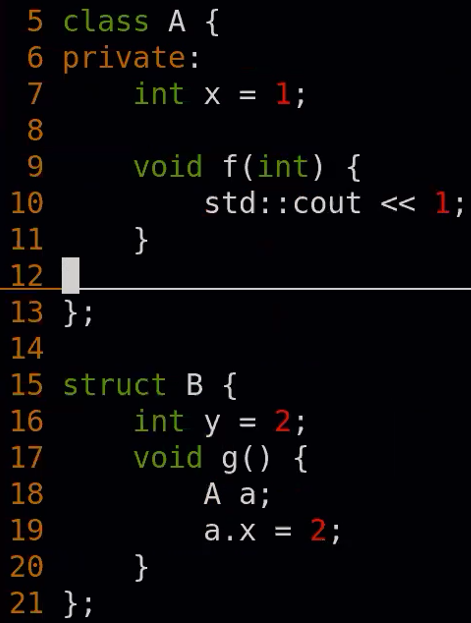 5 class A {
6 private:
7     int x = 1;
8
9     void f(int) {
10         std::cout << 1;
11     }
12
13 };
14
15 struct B {
16     int y = 2;
17     void g() {
18         A a;
19         a.x = 2;
20     }
21 };